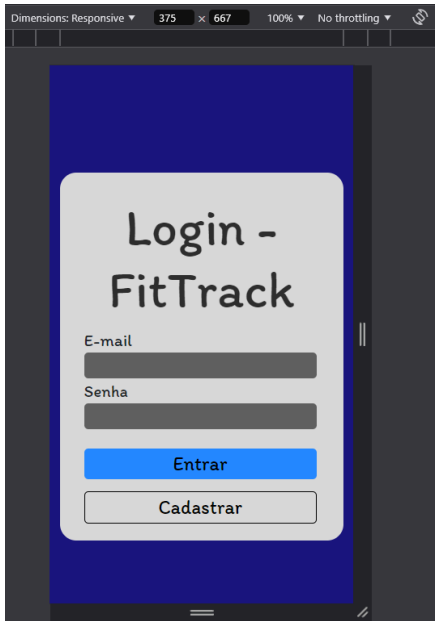 Dimensions: Responsive ▼ 375 × 667 100% ▼ No throttling ▼
Login -
FitTrack
E-mail
Senha
Entrar
Cadastrar